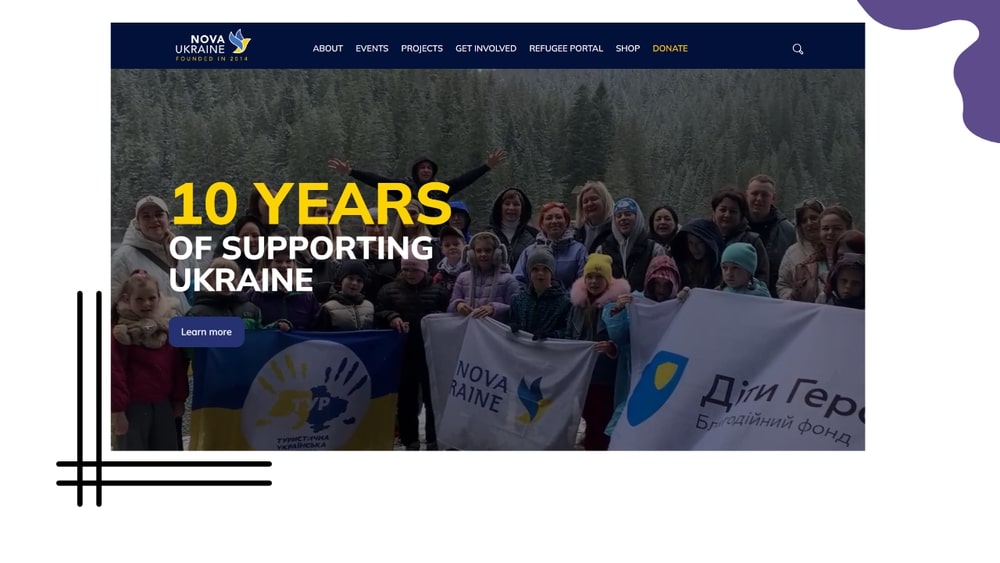 NOVA
UKRAINE
FOUNDED IN 2014
ABOUT EVENTS PROJECTS GET INVOLVED REFUGEE PORTAL SHOP DONATE
10 YEARS
OF SUPPORTING
UKRAINE
Learn more
ТУР
ТУРИСТИЧНА
УКРАЇНСЬКА
NOVA
RAINE
Діти Геро
Благодійний фонд